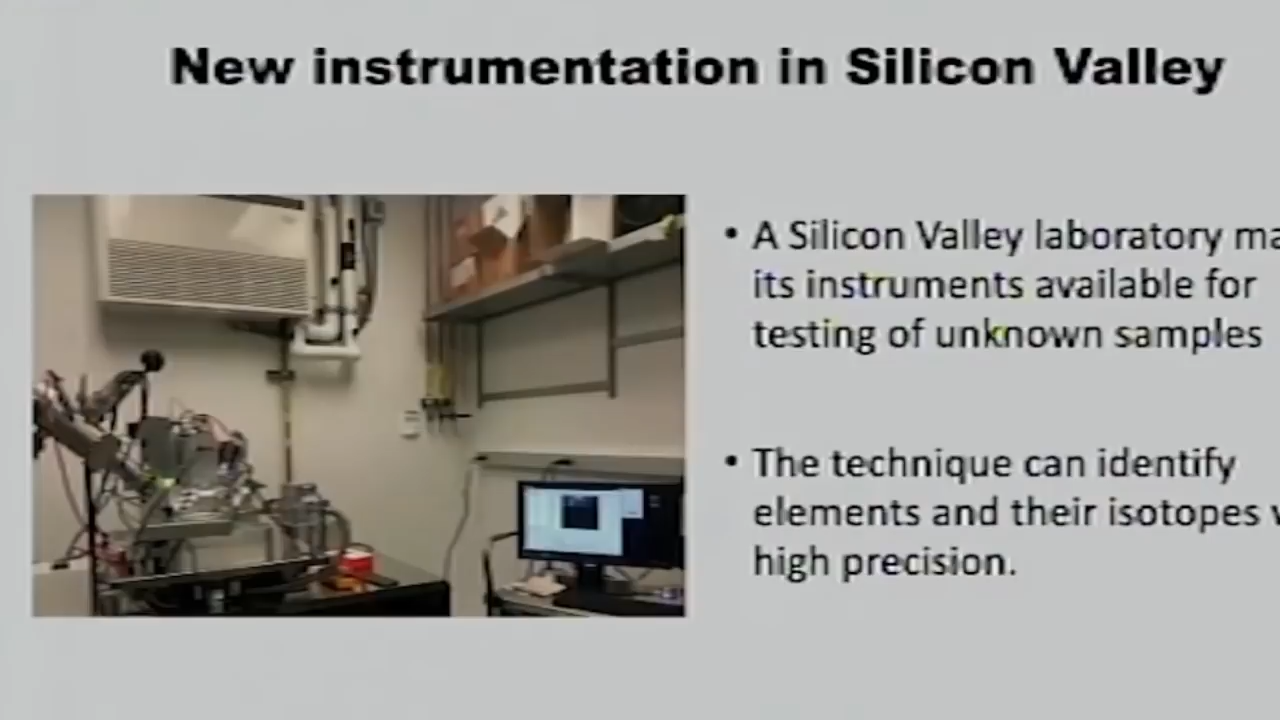 New instrumentation in Silicon Valley
• A Silicon Valley laboratory
its instruments available for
testing of unknown samples
• The technique can identify
elements and their isotopes
high precision.